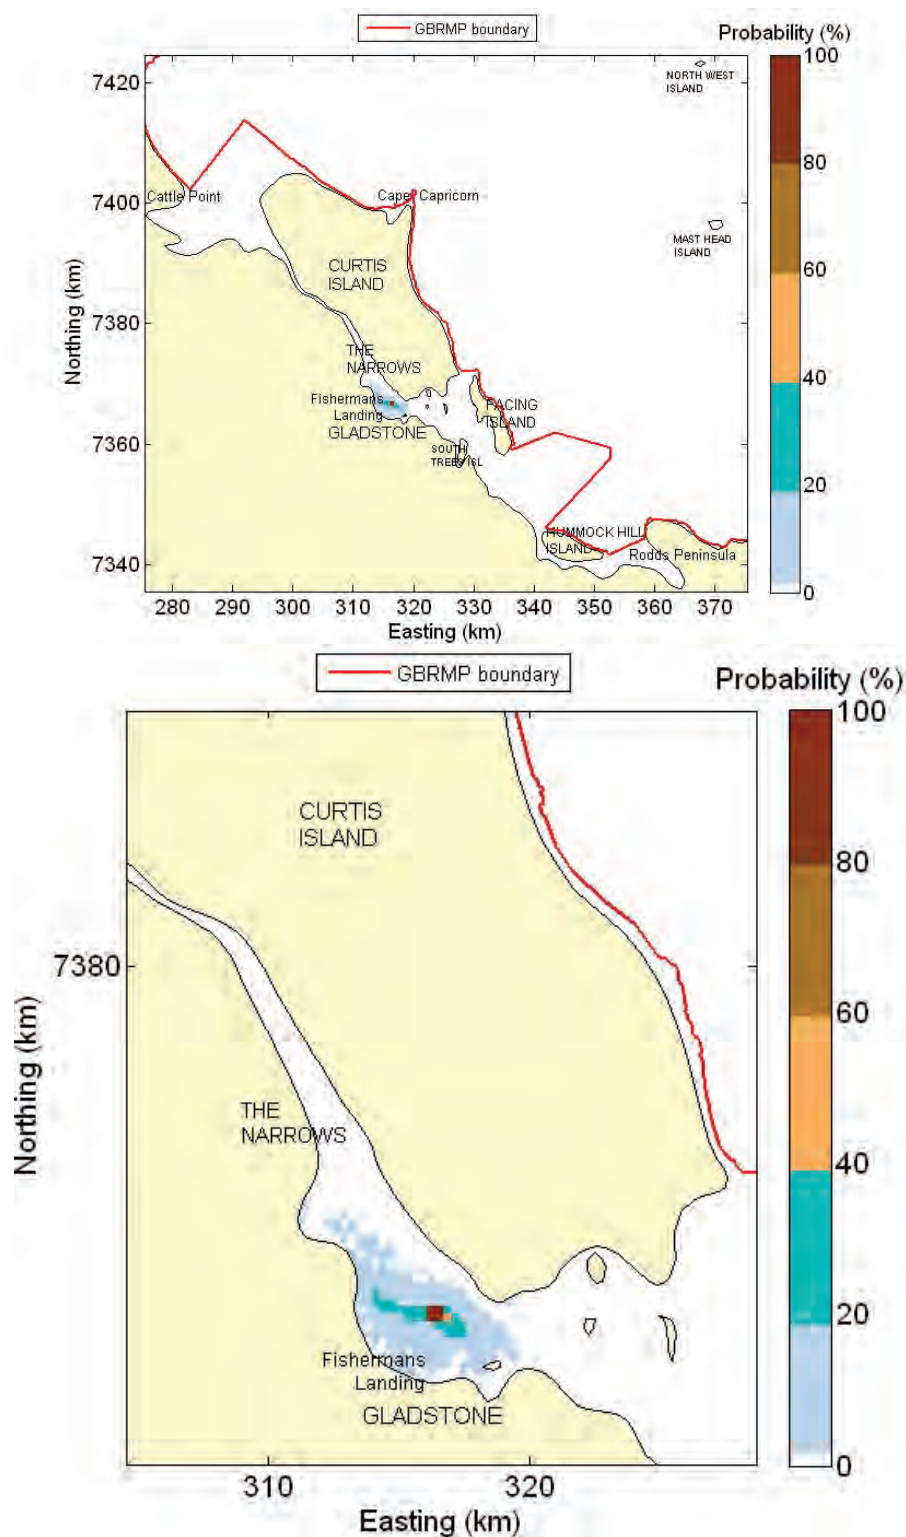 GBRMP boundary
Probability (%)
100
80
60
40
20
0
7420
7400
7380
7360
7340
Northing (km)
NORTH WEST
ISLAND
Cattle Point
Cape Capricorn
MAST HEAD
ISLAND
CURTIS
ISLAND
THE
NARROWS
Fishermans
Landing
GLADSTONE
FACING
ISLAND
SOUTH
TREES ISL
HUMMOCK HILL
ISLAND
Rodds Peninsula
280 290 300 310 320 330 340 350 360 370
Easting (km)
GBRMP boundary
Probability (%)
100
80
60
40
20
0
CURTIS
ISLAND
7380
Northing (km)
THE
NARROWS
Fishermans
Landing
GLADSTONE
310 320
Easting (km)